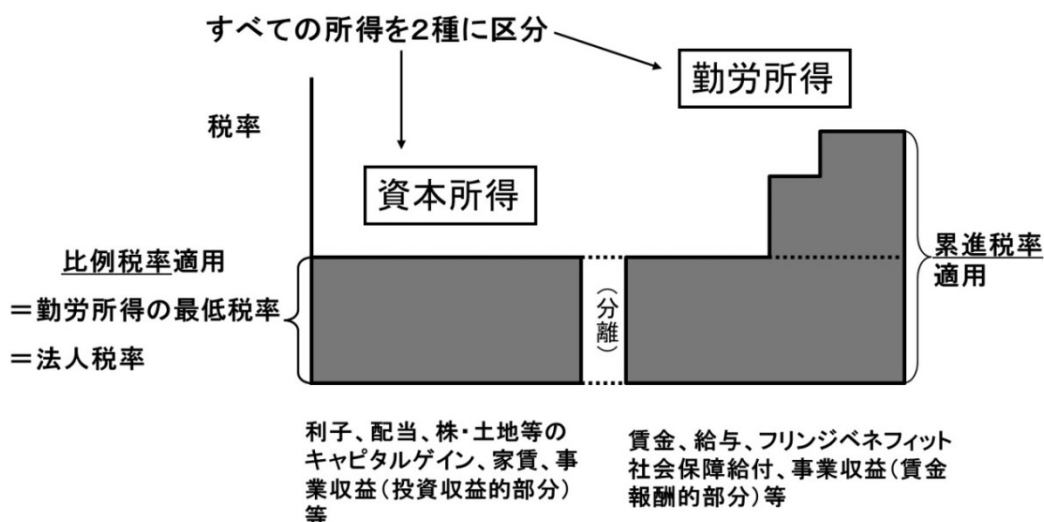 すべての所得を2種に区分
勤労所得
税率
資本所得
比例税率適用
＝勤労所得の最低税率
＝法人税率
（分離）
累進税率
適用
利子、配当、株・土地等の
キャピタルゲイン、家賃、事
業収益（投資収益的部分）
等
賃金、給与、フリンジベネフィット
社会保障給付、事業収益（賃金
報酬的部分）等